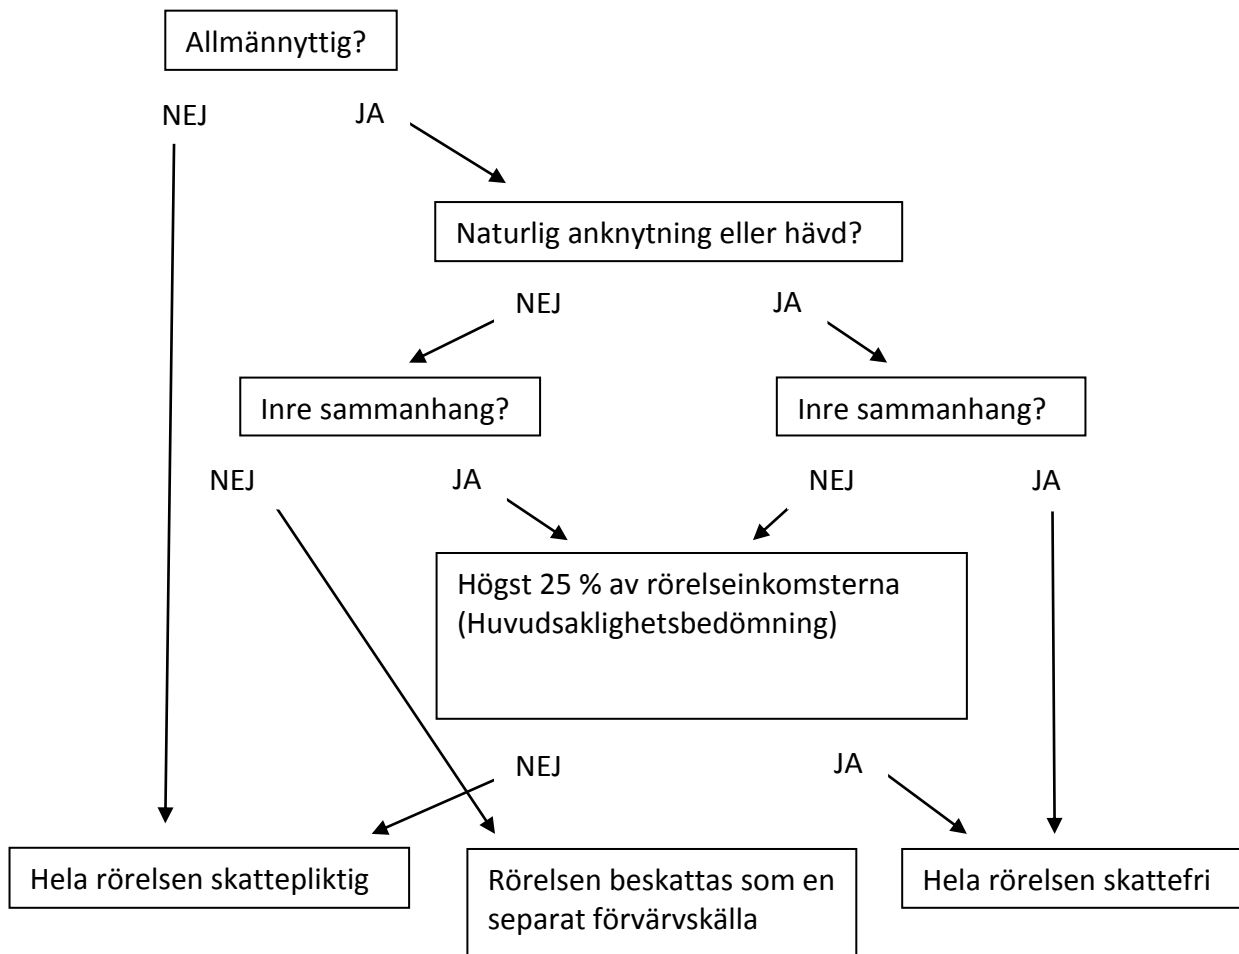 Allmännyttig?
NEJ
JA
Naturlig anknytning eller hävd?
NEJ
JA
Inre sammanhang?
Inre sammanhang?
NEJ
JA
NEJ
JA
Högst 25 % av rörelseinkomsterna
(Huvudsaklighetsbedömning)
NEJ
JA
Hela rörelsen skattepliktig
Rörelsen beskattas som en
separat förvärvskälla
Hela rörelsen skattefri